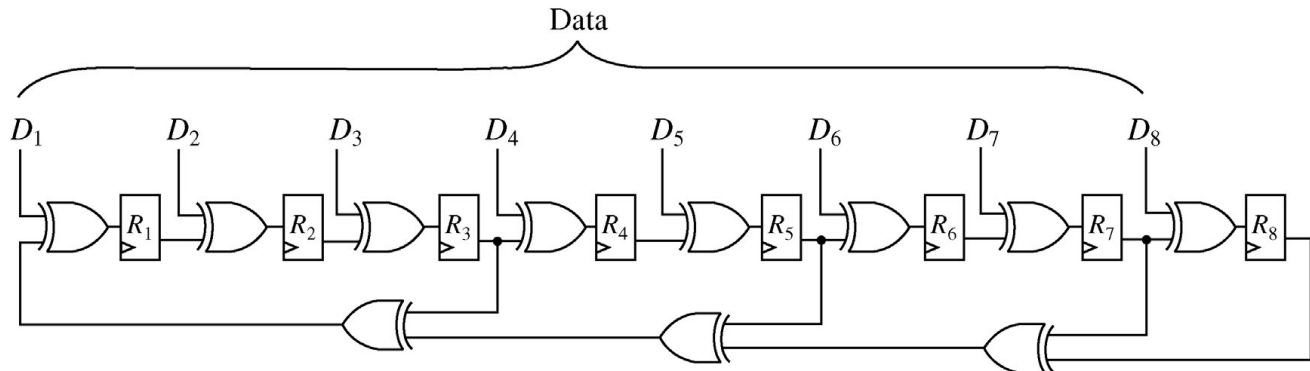 Data
D₁ D₂ D₃ D₄ D₅ D₆ D₇ D₈
R₁ R₂ R₃ R₄ R₅ R₆ R₇ R₈